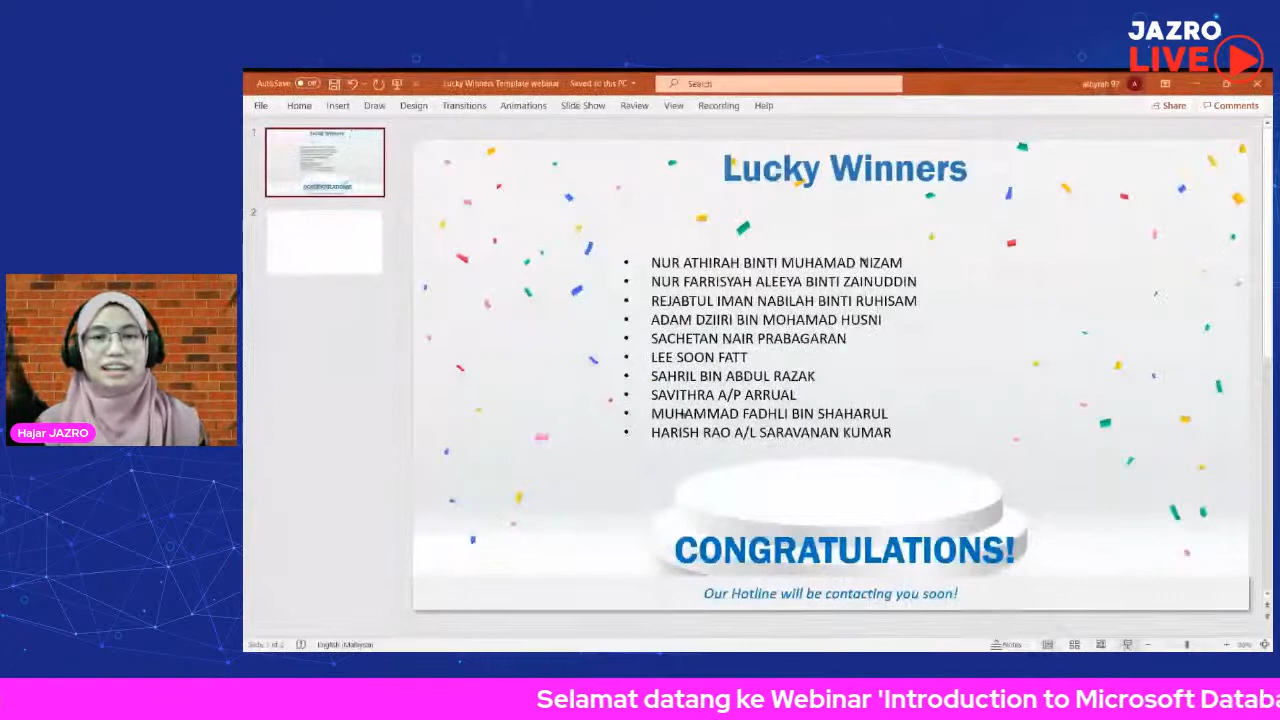 JAZRO
LIVE
AutoSave Off
Lucky Winners Template webinar - Saved to this PC
Search
A
File Home Insert Draw Design Transitions Animations Slide Show Review View Recording Help
Share Comments
1
2
Lucky Winners
• NUR ATHIRAH BINTI MUHAMAD NIZAM
• NUR FARRISYAH ALEEYA BINTI ZAINUDDIN
• REJABTUL IMAN NABILAH BINTI RUHISAM
• ADAM DZIIRI BIN MOHAMAD HUSNI
• SACHETAN NAIR PRABAGARAN
• LEE SOON FATT
• SAHRIL BIN ABDUL RAZAK
• SAVITHRA A/P ARRUAL
• MUHAMMAD FADHLI BIN SHAHARUL
• HARISH RAO A/L SARAVANAN KUMAR
CONGRATULATIONS!
Our Hotline will be contacting you soon!
Hajar JAZRO
English (Malaysia)
Notes
Selamat datang ke Webinar 'Introduction to Microsoft Databa